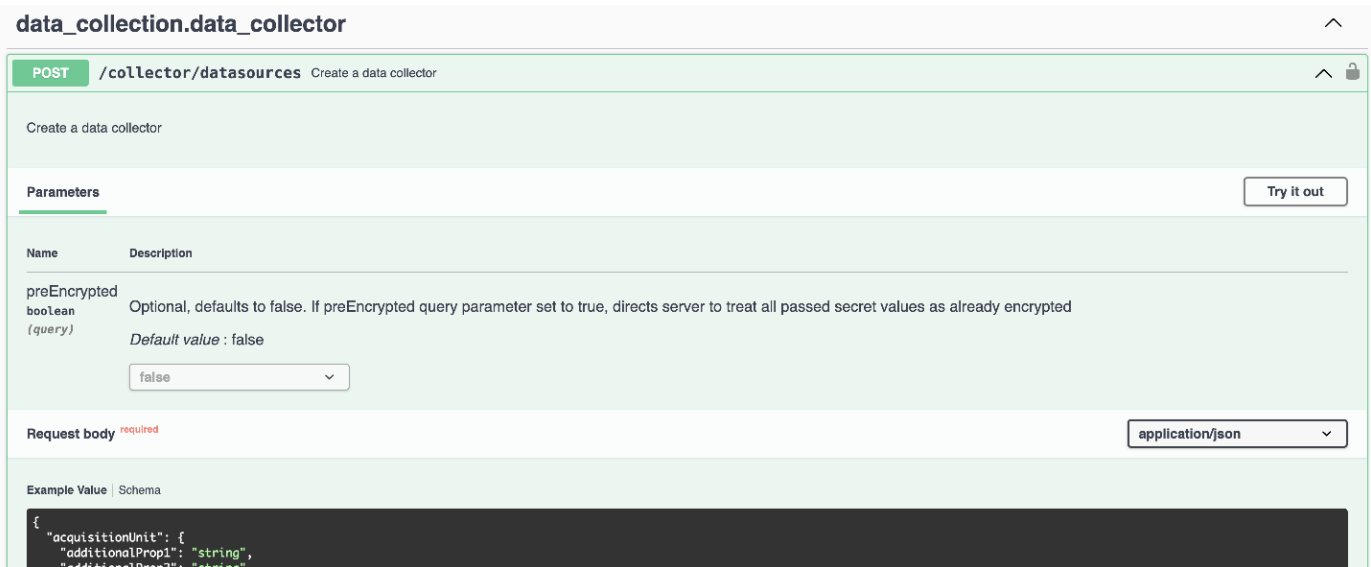 data_collection.data_collector
POST /collector/datasources Create a data collector
Create a data collector
Parameters Try it out
Name Description
preEncrypted
boolean
(query)
Optional, defaults to false. If preEncrypted query parameter set to true, directs server to treat all passed secret values as already encrypted
Default value : false
false
Request body required application/json
Example Value Schema
{
"acquisitionUnit": {
"additionalProp1": "string",
"additionalProp2": "string"